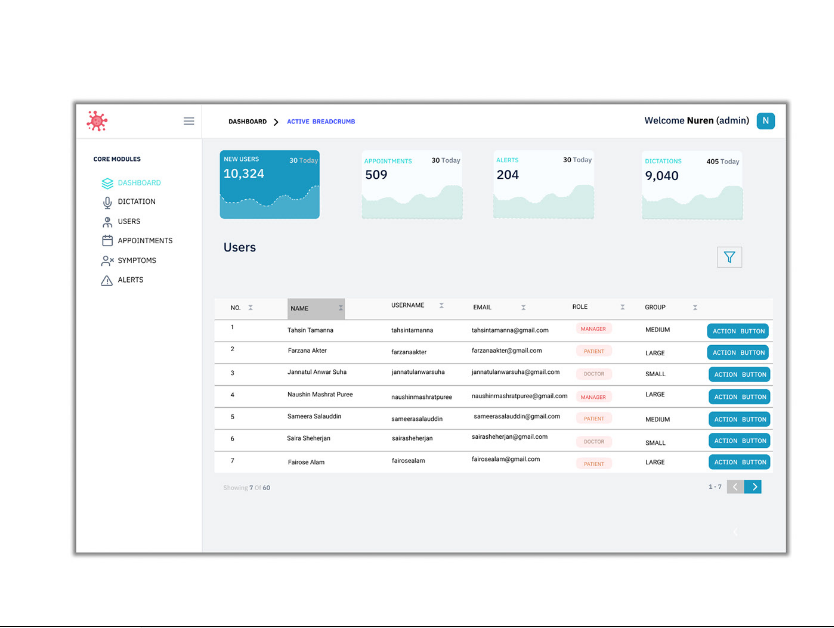 DASHBOARD > ACTIVE BREADCRUMB
Welcome Nuren (admin) N
CORE MODULES
DASHBOARD
DICTATION
USERS
APPOINTMENTS
SYMPTOMS
ALERTS
NEW USERS 30 Today
10,324
APPOINTMENTS 30 Today
509
ALERTS 30 Today
204
DICTATIONS 405 Today
9,040
Users
NO. NAME USERNAME EMAIL ROLE GROUP
1 Tahsin Tamanna tahsintamanna tahsintamanna@gmail.com MANAGER MEDIUM ACTION BUTTON
2 Farzana Akter farzanaakter farzanaakter@gmail.com PATIENT LARGE ACTION BUTTON
3 Jannatul Anwar Suha jannatulanwarsuha jannatulanwarsuha@gmail.com DOCTOR SMALL ACTION BUTTON
4 Naushin Mashrat Puree naushinmashratpuree naushinmashratpuree@gmail.com MANAGER LARGE ACTION BUTTON
5 Sameera Salauddin sameerasalauddin sameerasalauddin@gmail.com PATIENT MEDIUM ACTION BUTTON
6 Saira Sheherjan sairasheherjan sairasheherjan@gmail.com DOCTOR SMALL ACTION BUTTON
7 Fairose Alam fairosealam fairosealam@gmail.com PATIENT LARGE ACTION BUTTON
Showing 7 Of 60
1 - 7